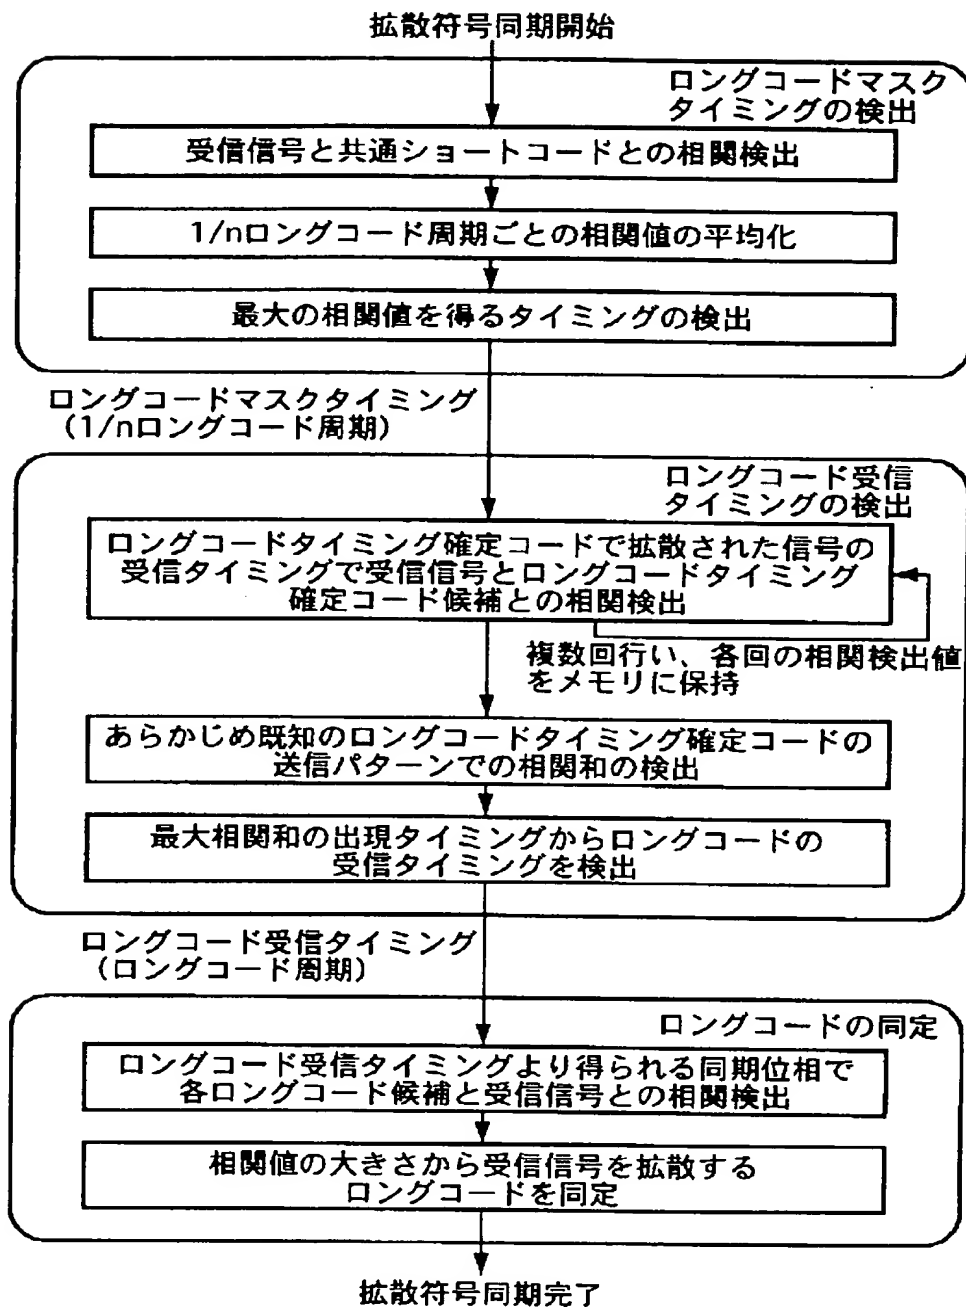 拡散符号同期開始
ロングコードマスク
タイミングの検出
受信信号と共通ショートコードとの相関検出
1/nロングコード周期ごとの相関値の平均化
最大の相関値を得るタイミングの検出
ロングコードマスクタイミング
(1/nロングコード周期)
ロングコード受信
タイミングの検出
ロングコードタイミング確定コードで拡散された信号の
受信タイミングで受信信号とロングコードタイミング
確定コード候補との相関検出
複数回行い、各回の相関検出値
をメモリに保持
あらかじめ既知のロングコードタイミング確定コードの
送信パターンでの相関和の検出
最大相関和の出現タイミングからロングコードの
受信タイミングを検出
ロングコード受信タイミング
(ロングコード周期)
ロングコードの同定
ロングコード受信タイミングより得られる同期位相で
各ロングコード候補と受信信号との相関検出
相関値の大きさから受信信号を拡散する
ロングコードを同定
拡散符号同期完了